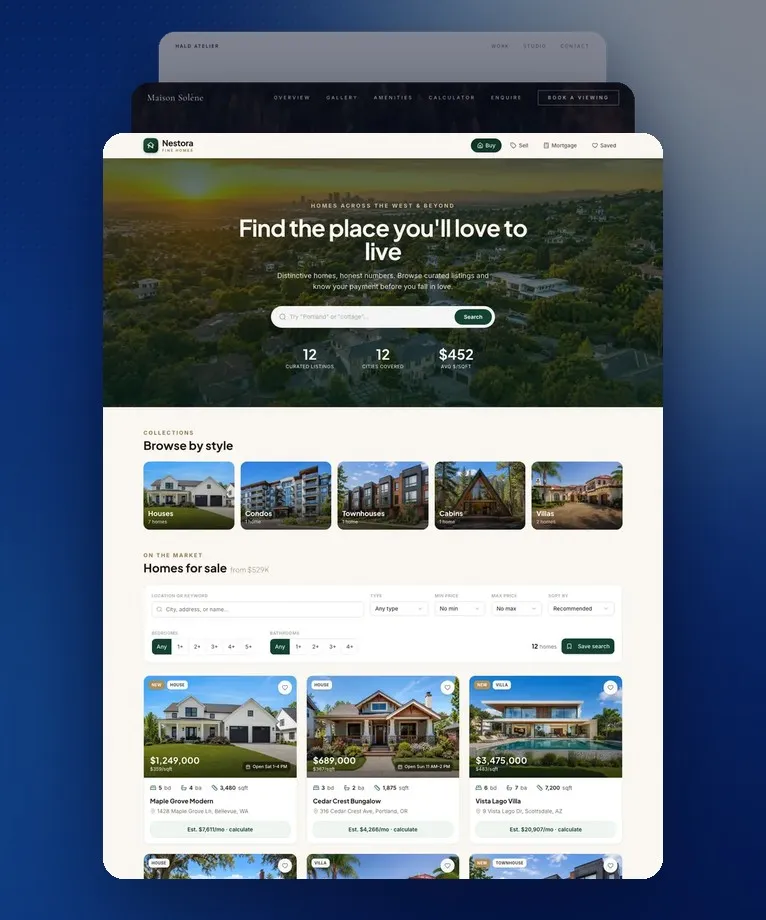 HALO ATELIER
WORK STUDIO CONTACT
Maison Solène
OVERVIEW GALLERY AMENITIES CALCULATOR ENQUIRE BOOK A VIEWING
Nestora
FINE HOMES
Buy Sell Mortgage Saved
HOMES ACROSS THE WEST & BEYOND
Find the place you'll love to
live
Distinctive homes, honest numbers. Browse curated listings and
know your payment before you fall in love.
Try "Portland" or "cottage"...
Search
12 12 $452
CURATED LISTINGS CITIES COVERED AVG $/SQFT
COLLECTIONS
Browse by style
Houses Condos Townhouses Cabins Villas
7 homes 1 home 1 home 1 home 2 homes
ON THE MARKET
Homes for sale from $529K
LOCATION OR KEYWORD TYPE MIN PRICE MAX PRICE SORT BY
City, address, or name... Any type No min No max Recommended
BEDROOMS BATHROOMS
Any 1+ 2+ 3+ 4+ 5+ Any 1+ 2+ 3+ 4+ 12 homes Save search
NEW HOUSE HOUSE NEW VILLA
$1,249,000 $689,000 $3,475,000
$359/sqft Open Sat 1–4 PM $367/sqft Open Sun 11 AM–2 PM $483/sqft
5 bd 4 ba 3,480 sqft 3 bd 2 ba 1,875 sqft 6 bd 7 ba 7,200 sqft
Maple Grove Modern Cedar Crest Bungalow Vista Lago Villa
1428 Maple Grove Ln, Bellevue, WA 316 Cedar Crest Ave, Portland, OR 8 Vista Lago Dr, Scottsdale, AZ
Est. $7,611/mo · calculate Est. $4,266/mo · calculate Est. $20,907/mo · calculate
HOUSE VILLA NEW TOWNHOUSE